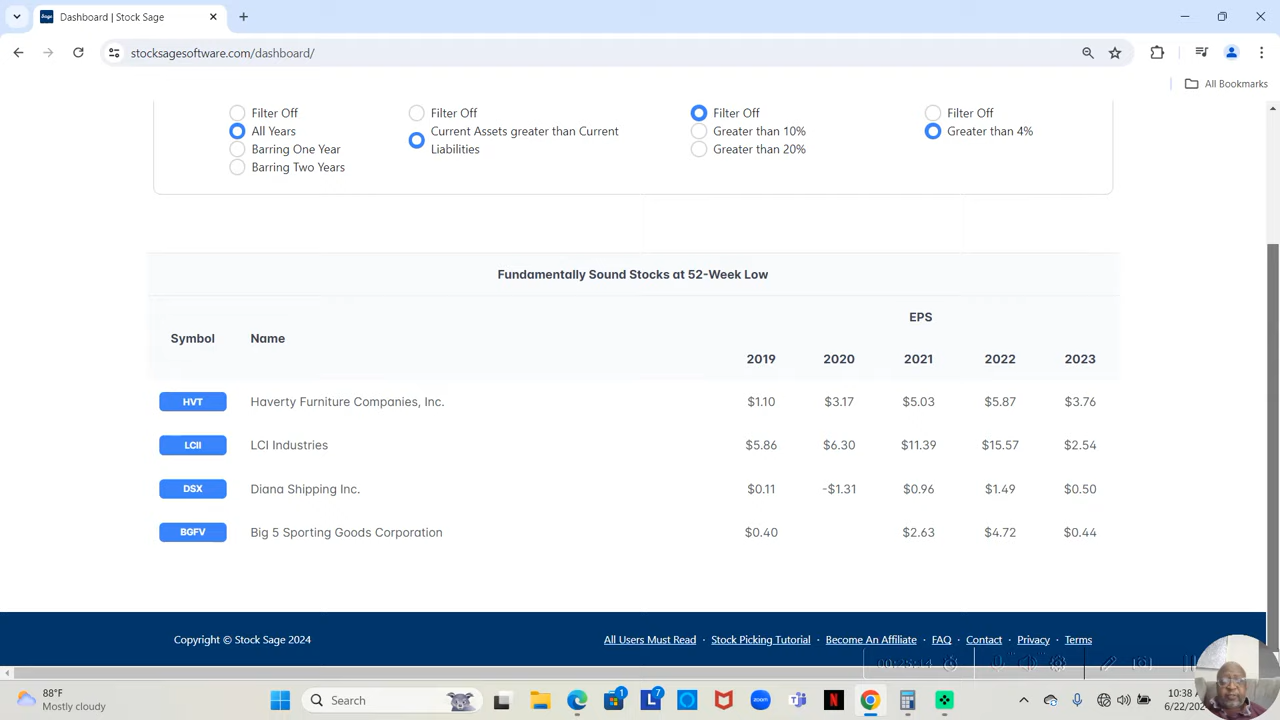 Dashboard | Stock Sage
stocksagesoftware.com/dashboard/
All Bookmarks
Filter Off
All Years
Barring One Year
Barring Two Years
Filter Off
Current Assets greater than Current
Liabilities
Filter Off
Greater than 10%
Greater than 20%
Filter Off
Greater than 4%
Fundamentally Sound Stocks at 52-Week Low
EPS
Symbol Name
2019 2020 2021 2022 2023
HVT Haverty Furniture Companies, Inc. $1.10 $3.17 $5.03 $5.87 $3.76
LCII LCI Industries $5.86 $6.30 $11.39 $15.57 $2.54
DSX Diana Shipping Inc. $0.11 -$1.31 $0.96 $1.49 $0.50
BGFV Big 5 Sporting Goods Corporation $0.40 $2.63 $4.72 $0.44
Copyright © Stock Sage 2024 All Users Must Read · Stock Picking Tutorial · Become An Affiliate · FAQ · Contact · Privacy · Terms
88°F
Mostly cloudy
Search
1
7
zoom
10:38
6/22